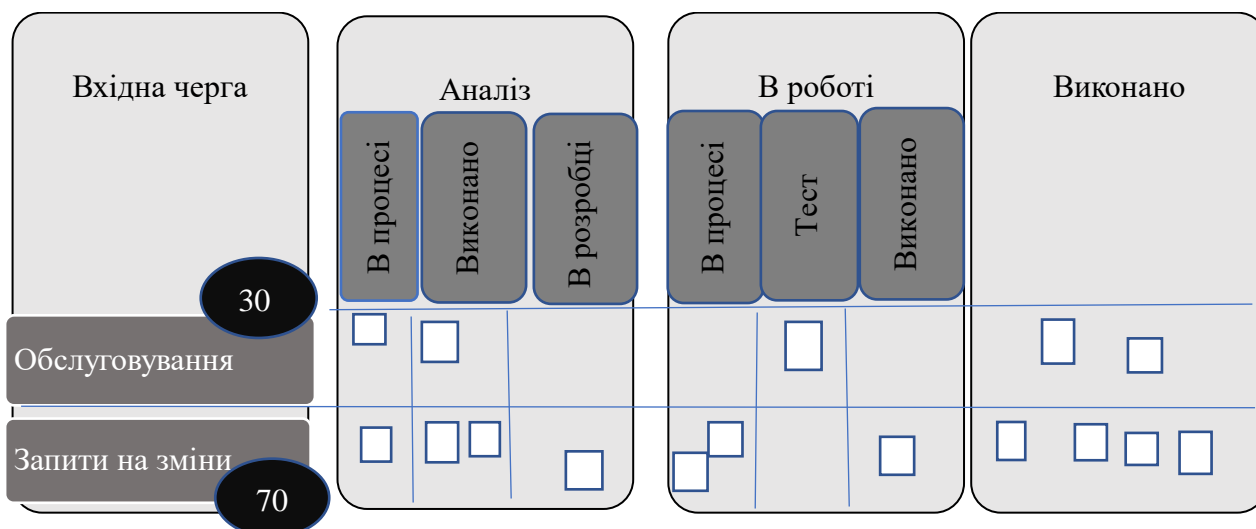 Вхідна черга
Аналіз
В роботі
Виконано
В процесі
Виконано
В розробці
В процесі
Тест
Виконано
30
Обслуговування
Запити на зміни
70